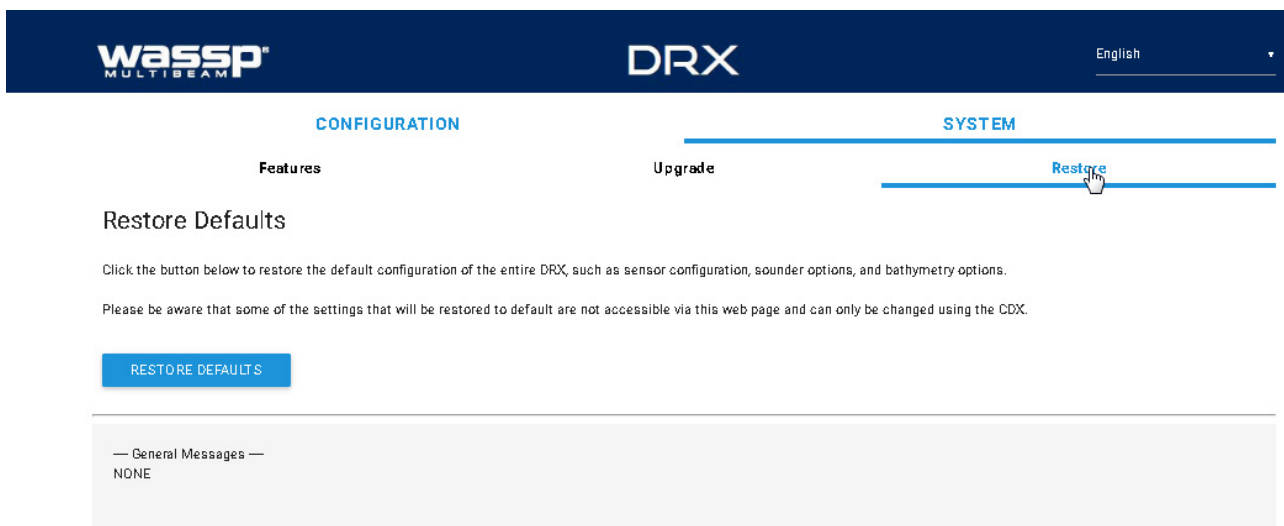 wassp®
MULTIBEAM
DRX
English
CONFIGURATION
SYSTEM
Features
Upgrade
Restore
Restore Defaults
Click the button below to restore the default configuration of the entire DRX, such as sensor configuration, sounder options, and bathymetry options.
Please be aware that some of the settings that will be restored to default are not accessible via this web page and can only be changed using the CDX.
RESTORE DEFAULTS
— General Messages —
NONE